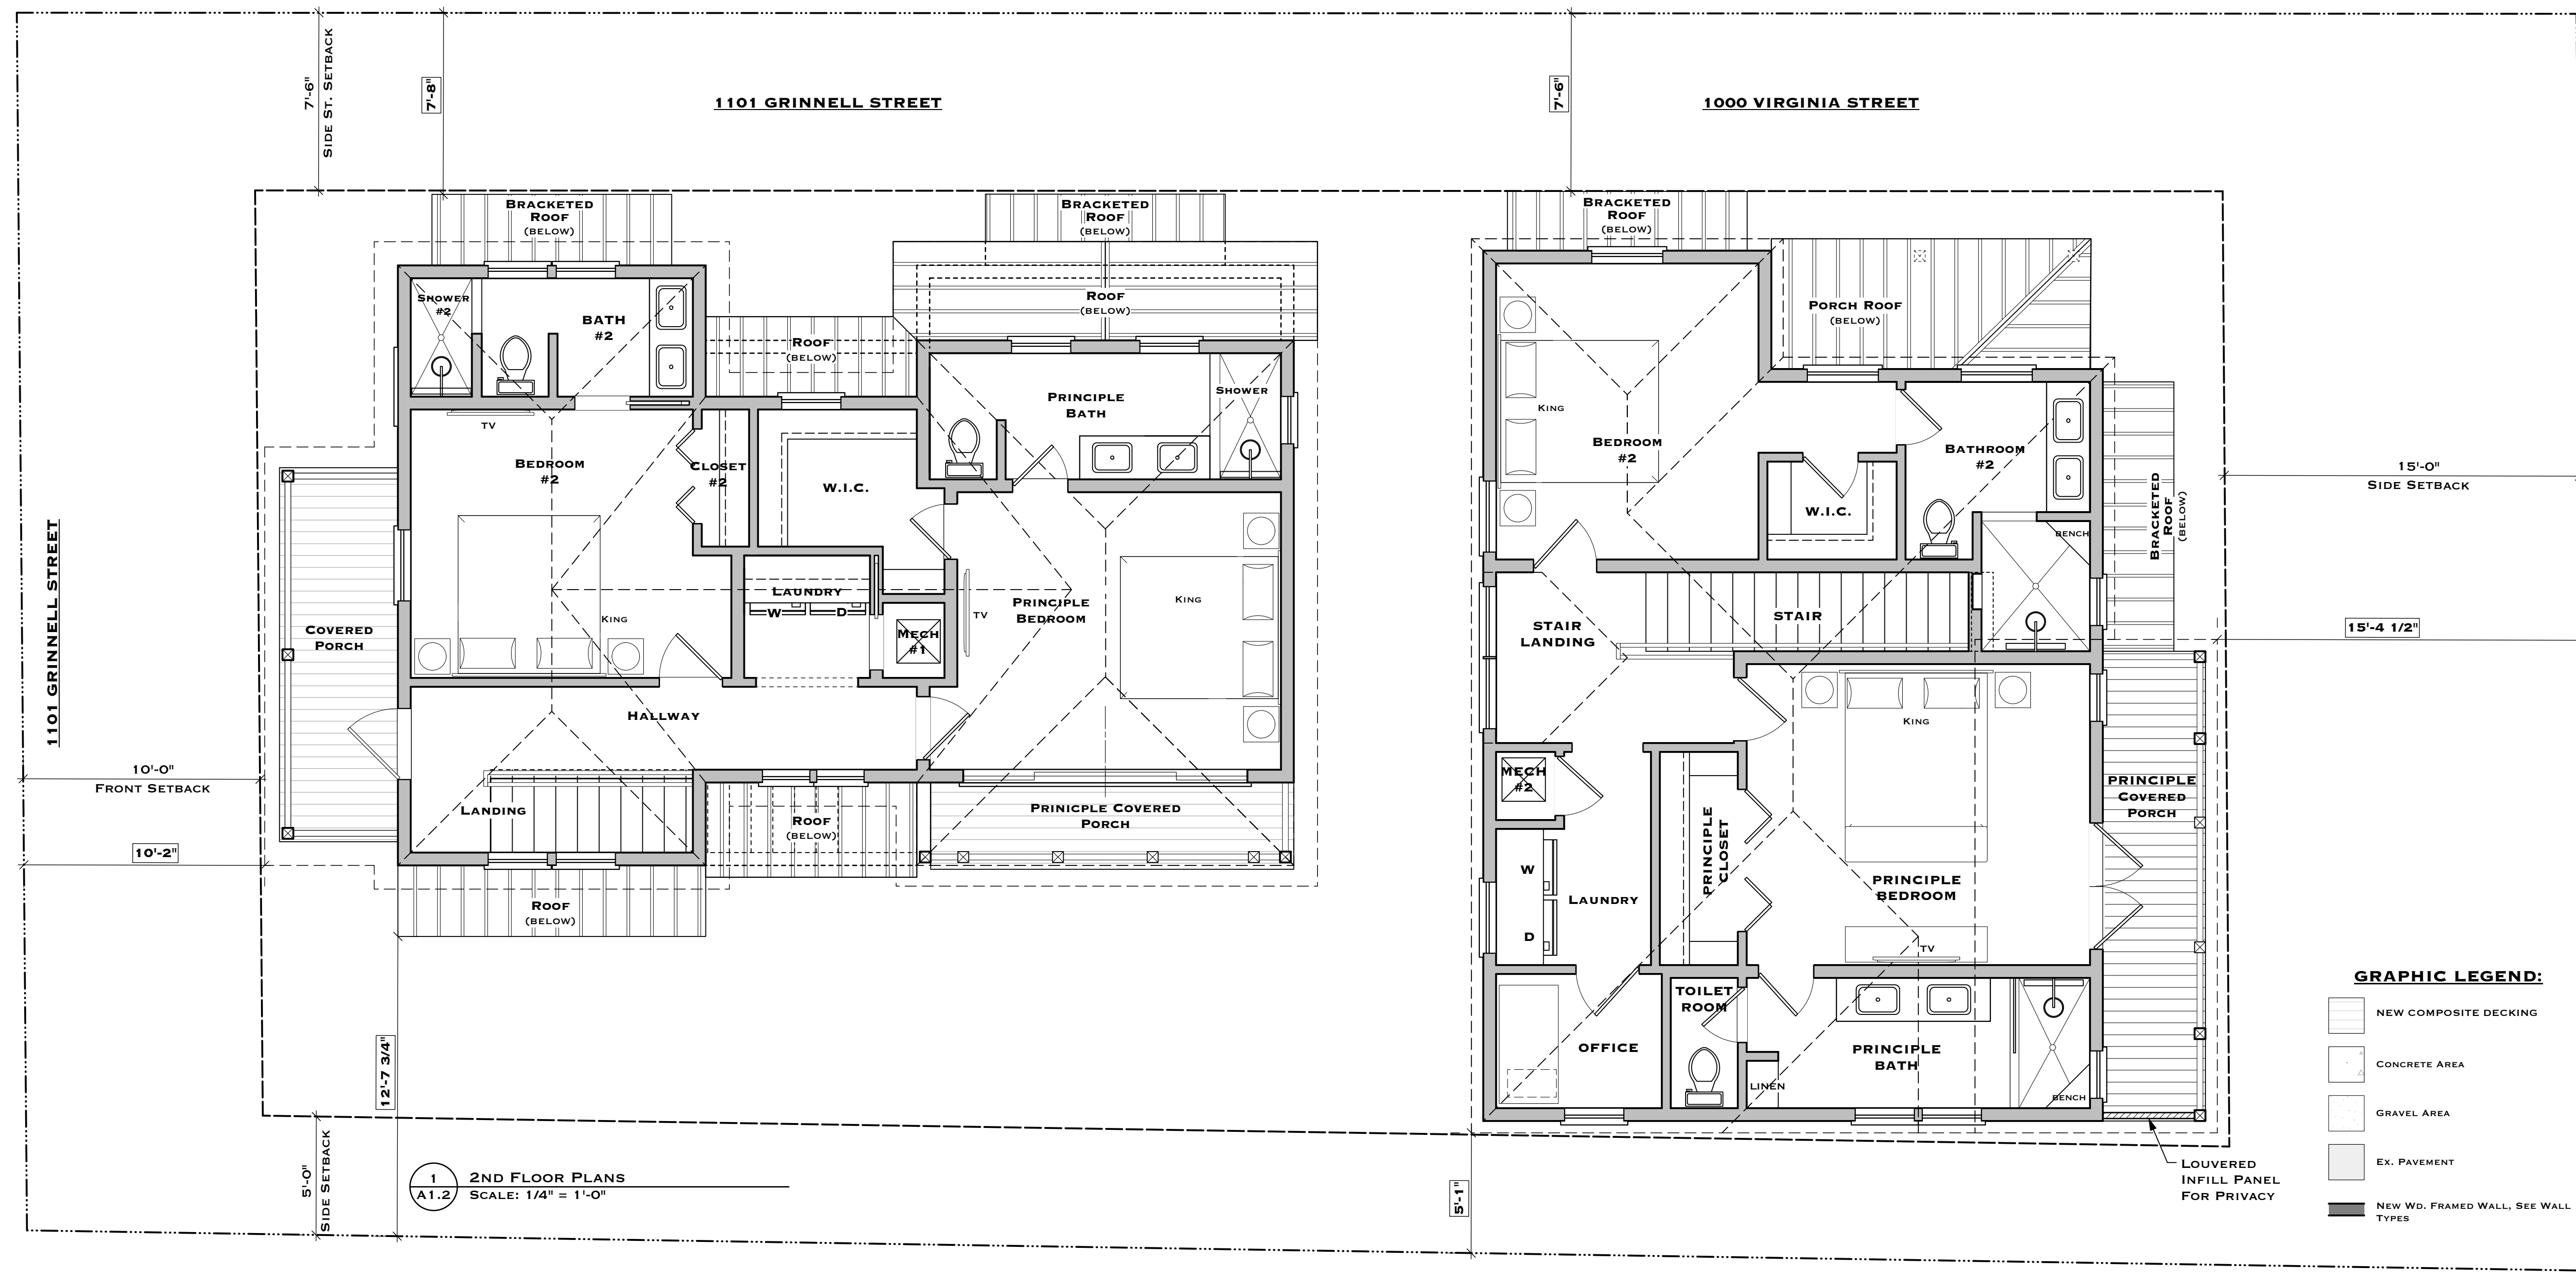 7'-6"
SIDE ST. SETBACK
7'-8"
1101 GRINNELL STREET
7'-6"
1000 VIRGINIA STREET
BRACKETED
ROOF
(BELOW)
BRACKETED
ROOF
(BELOW)
ROOF
(BELOW)
ROOF
(BELOW)
SHOWER
#2
BATH
#2
TV
BEDROOM
#2
KING
CLOSET
#2
W.I.C.
PRINCIPLE
BATH
SHOWER
LAUNDRY
W
D
MECH
#1
TV
PRINCIPLE
BEDROOM
KING
COVERED
PORCH
HALLWAY
LANDING
ROOF
(BELOW)
PRINICPLE COVERED
PORCH
ROOF
(BELOW)
1101 GRINNELL STREET
10'-0"
FRONT SETBACK
10'-2"
12'-7 3/4"
5'-0"
SIDE SETBACK
BRACKETED
ROOF
(BELOW)
PORCH ROOF
(BELOW)
KING
BEDROOM
#2
W.I.C.
BATHROOM
#2
BENCH
BRACKETED
ROOF
(BELOW)
15'-0"
SIDE SETBACK
15'-4 1/2"
STAIR
LANDING
STAIR
KING
MECH
#2
PRINCIPLE
CLOSET
W
D
LAUNDRY
PRINCIPLE
BEDROOM
TV
PRINCIPLE
COVERED
PORCH
OFFICE
TOILET
ROOM
LINEN
PRINCIPLE
BATH
BENCH
5'-1"
LOUVERED
INFILL PANEL
FOR PRIVACY
GRAPHIC LEGEND:
NEW COMPOSITE DECKING
CONCRETE AREA
GRAVEL AREA
EX. PAVEMENT
NEW WD. FRAMED WALL, SEE WALL
TYPES
1
A1.2
2ND FLOOR PLANS
SCALE: 1/4" = 1'-0"